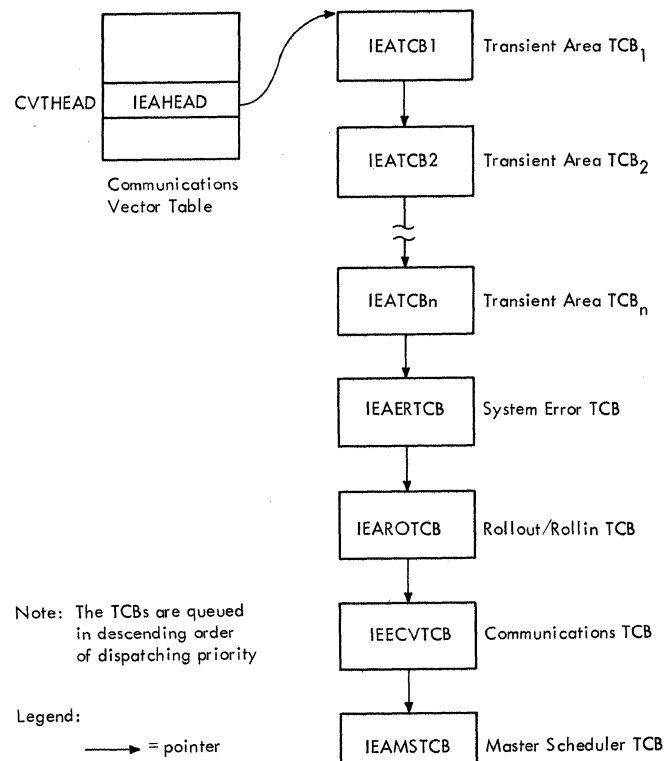 IEATCB1 Transient Area TCB1
CVTHEAD IEAHEAD
IEATCB2 Transient Area TCB2
Communications
Vector Table
IEATCBn Transient Area TCBn
IEAERTCB System Error TCB
IEAROTCB Rollout/Rollin TCB
Note: The TCBs are queued
in descending order
of dispatching priority
IEECVTCB Communications TCB
Legend:
= pointer
IEAMSTCB Master Scheduler TCB